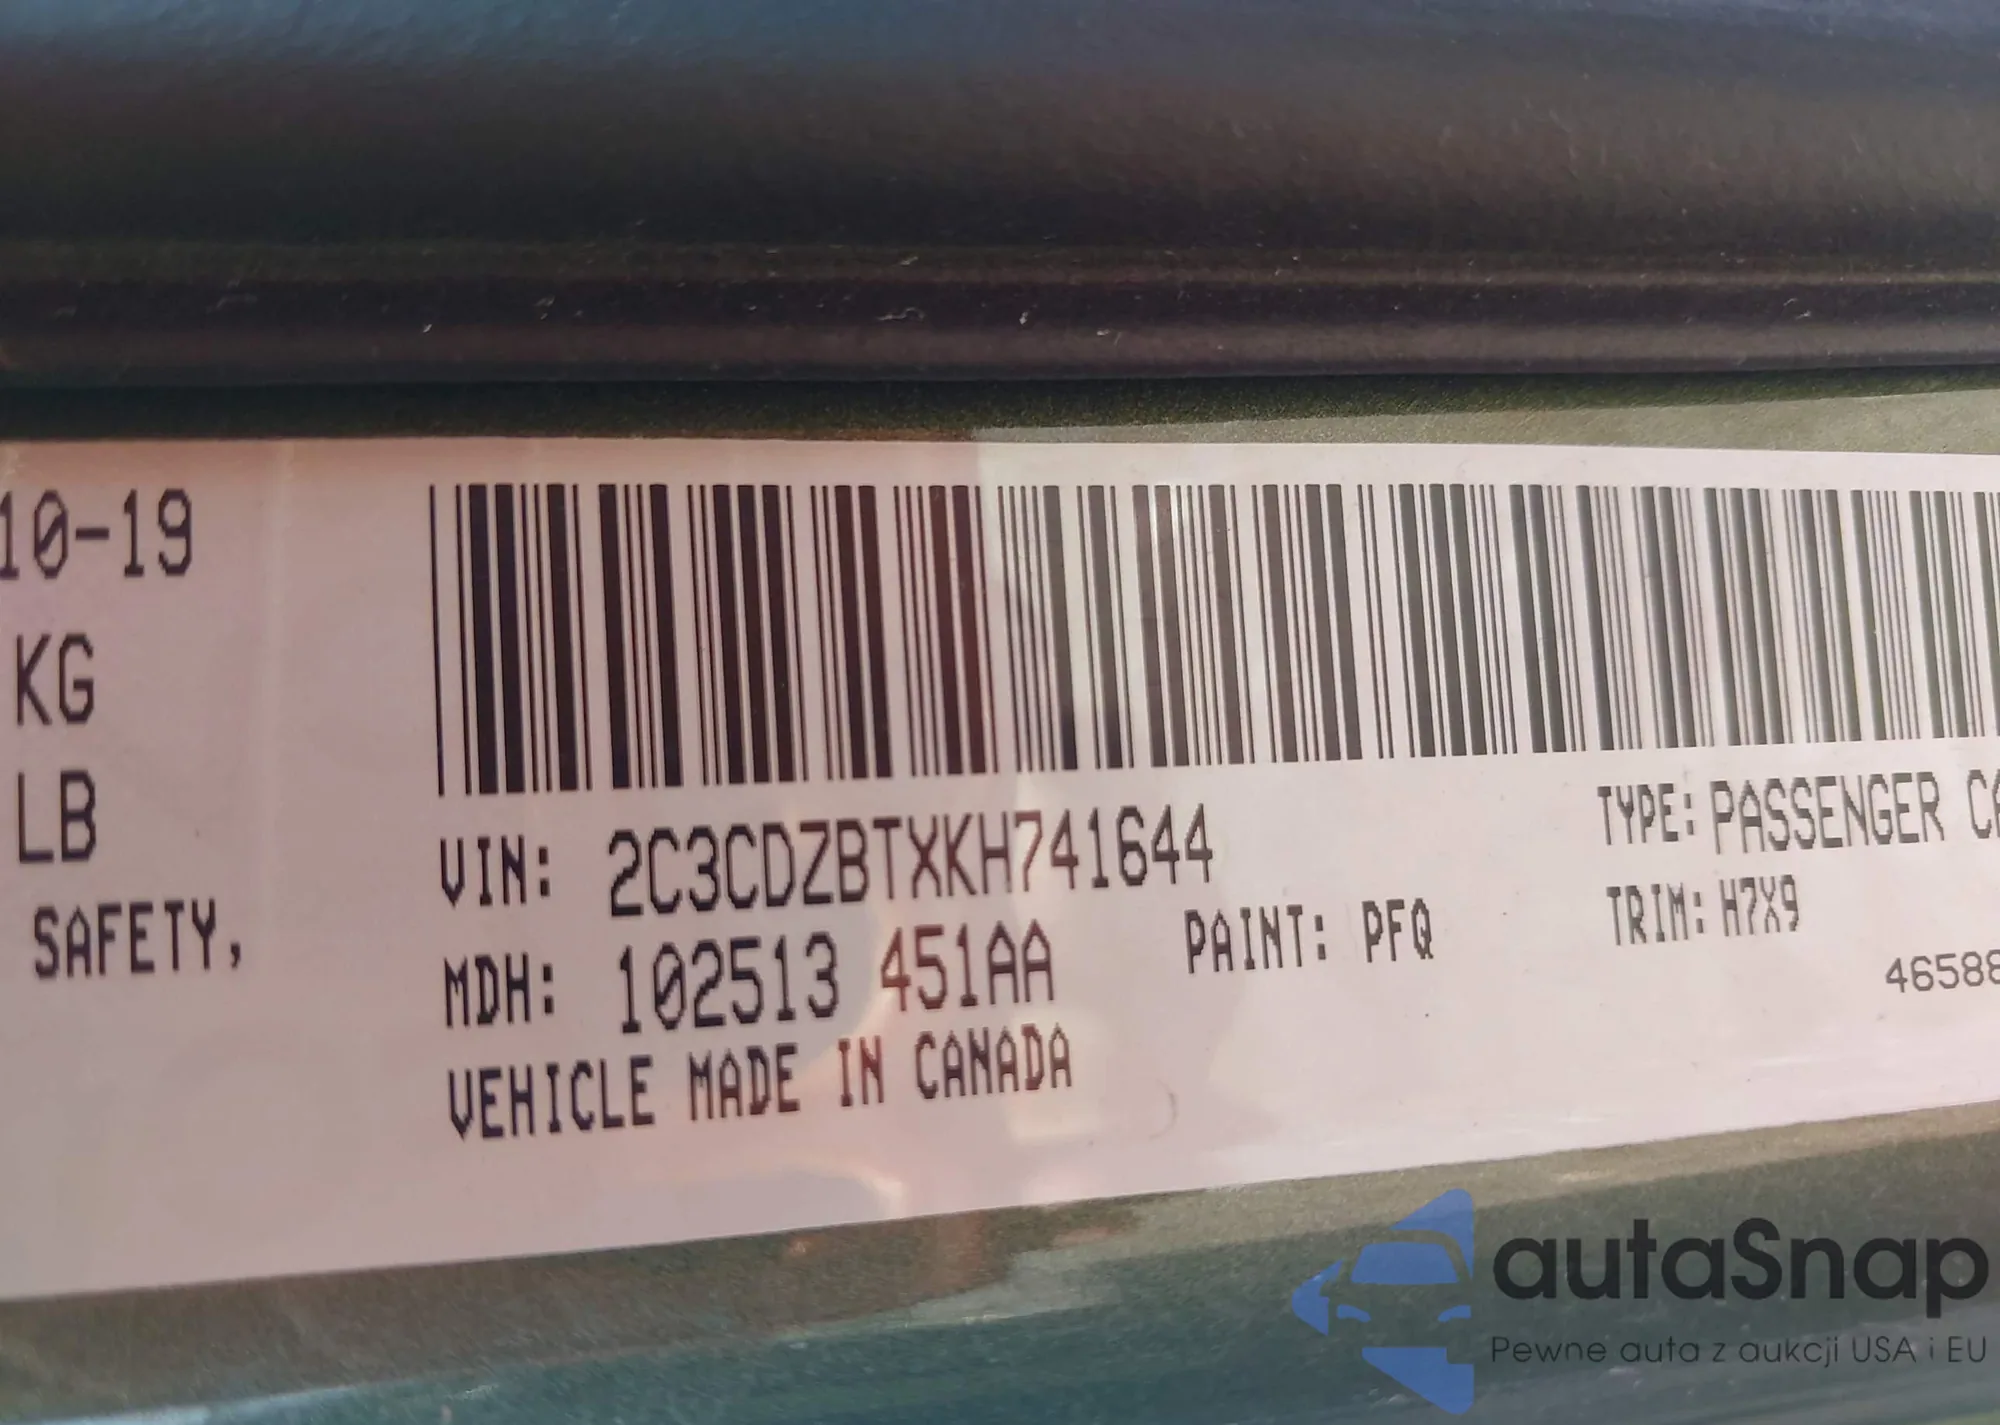 10-19
KG
LB
SAFETY,
VIN: 2C3CDZBTXKH741644
TYPE: PASSENGER
MDH: 102513 451AA
PAINT: PFQ
TRIM: H7X9
VEHICLE MADE IN CANADA
autaSnap
Pewne auta z aukcji USA i EU